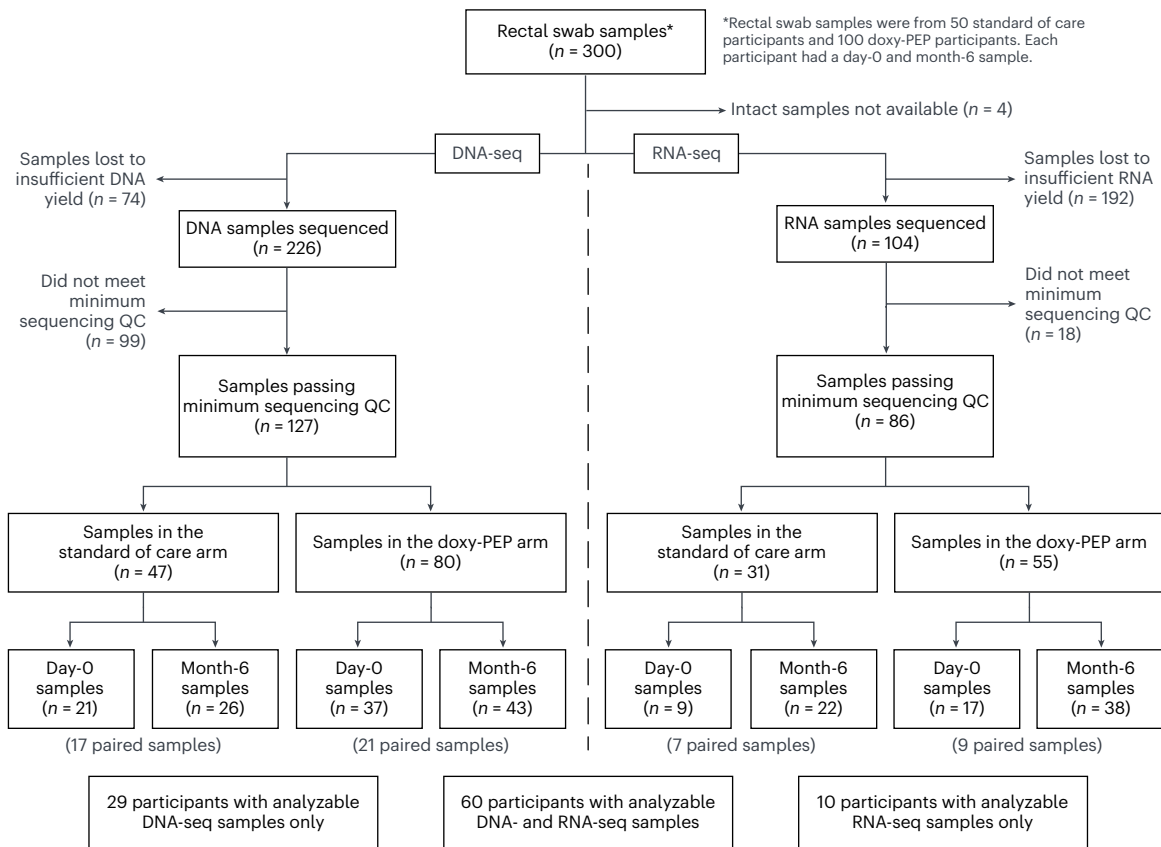 Rectal swab samples*
(n = 300)
*Rectal swab samples were from 50 standard of care
participants and 100 doxy-PEP participants. Each
participant had a day-0 and month-6 sample.
Intact samples not available (n = 4)
DNA-seq
RNA-seq
Samples lost to
insufficient DNA
yield (n = 74)
Samples lost to
insufficient RNA
yield (n = 192)
DNA samples sequenced
(n = 226)
RNA samples sequenced
(n = 104)
Did not meet
minimum
sequencing QC
(n = 99)
Did not meet
minimum
sequencing QC
(n = 18)
Samples passing
minimum sequencing QC
(n = 127)
Samples passing
minimum sequencing QC
(n = 86)
Samples in the
standard of care arm
(n = 47)
Samples in the doxy-PEP arm
(n = 80)
Samples in the
standard of care arm
(n = 31)
Samples in the doxy-PEP arm
(n = 55)
Day-0
samples
(n = 21)
Month-6
samples
(n = 26)
Day-0
samples
(n = 37)
Month-6
samples
(n = 43)
Day-0
samples
(n = 9)
Month-6
samples
(n = 22)
Day-0
samples
(n = 17)
Month-6
samples
(n = 38)
(17 paired samples)
(21 paired samples)
(7 paired samples)
(9 paired samples)
29 participants with analyzable
DNA-seq samples only
60 participants with analyzable
DNA- and RNA-seq samples
10 participants with analyzable
RNA-seq samples only